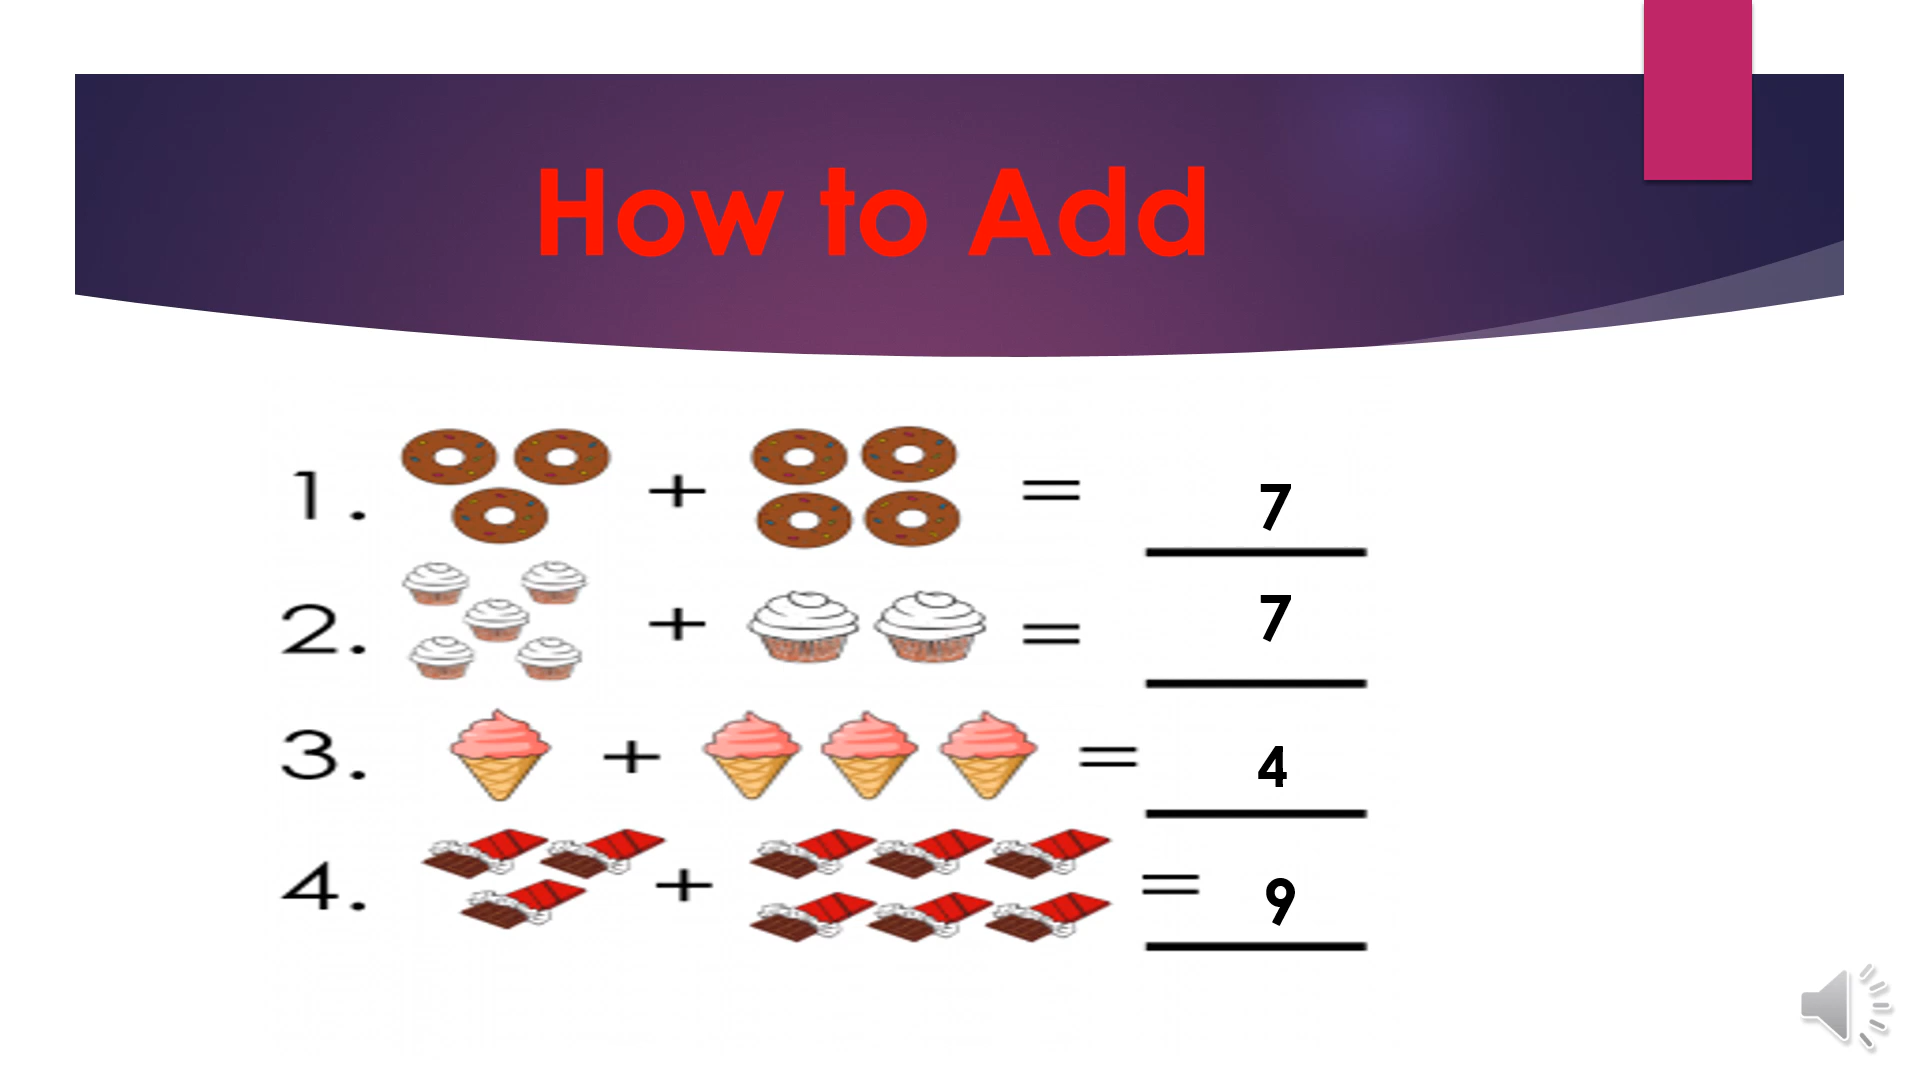 How to Add
1. + = 7
2. + = 7
3. + = 4
4. + = 9